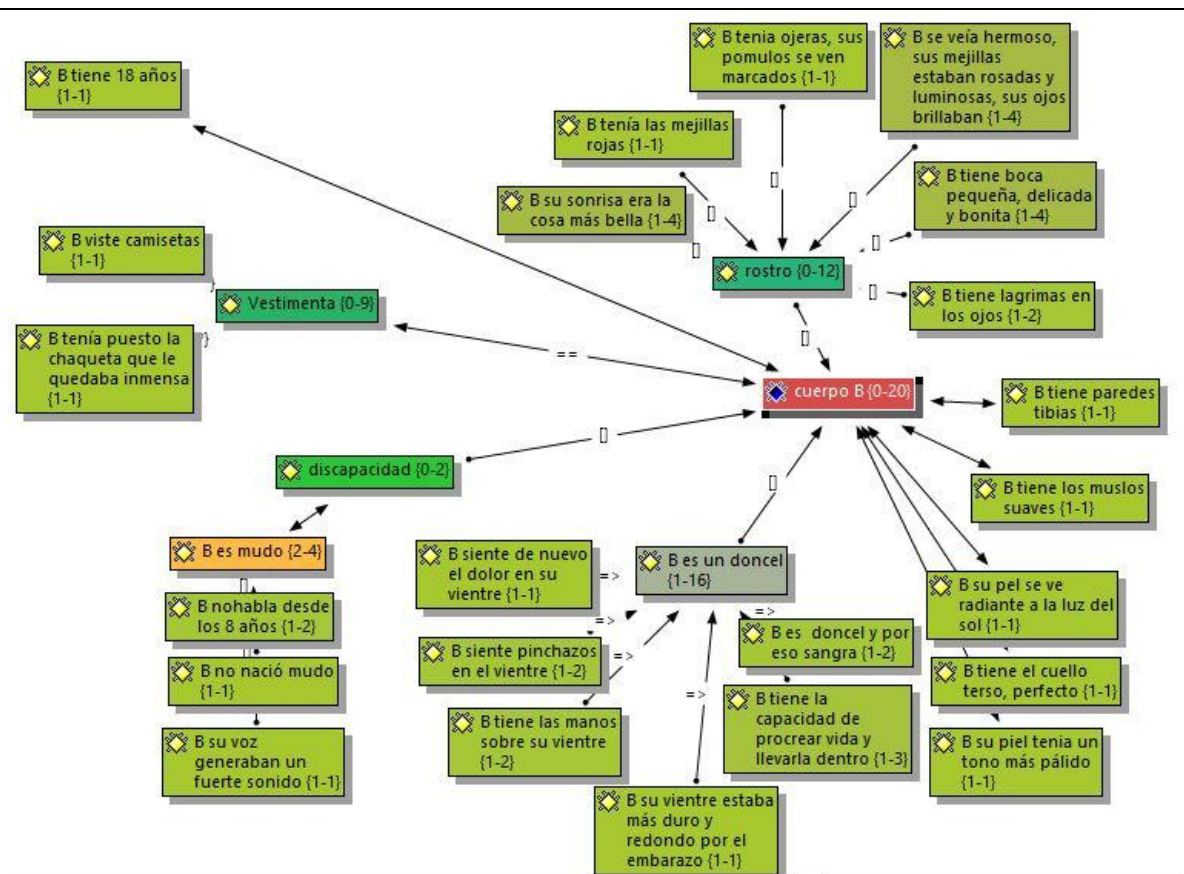 B tiene 18 años
{1-1}
B tenia ojeras, sus
pomulos se ven
marcados {1-1}
B se veía hermoso,
sus mejillas
estaban rosadas y
luminosas, sus ojos
brillaban {1-4}
B tenía las mejillas
rojas {1-1}
B su sonrisa era la
cosa más bella {1-4}
B tiene boca
pequeña, delicada
y bonita {1-4}
[]
[]
[]
[]
[]
B viste camisetas
{1-1}
rostro {0-12}
[]
B tiene lagrimas en
los ojos {1-2}
Vestimenta {0-9}
B tenía puesto la
chaqueta que le
quedaba inmensa
{1-1}
==
[]
cuerpo B {0-20}
B tiene paredes
tibias {1-1}
[]
discapacidad {0-2}
[]
B tiene los muslos
suaves {1-1}
B es mudo {2-4}
B nohabla desde
los 8 años {1-2}
B no nació mudo
{1-1}
B su voz
generaban un
fuerte sonido {1-1}
B siente de nuevo
el dolor en su
vientre {1-1}
=>
B es un doncel
{1-16}
=>
=>
B siente pinchazos
en el vientre {1-2}
=>
B es  doncel y por
eso sangra {1-2}
B tiene las manos
sobre su vientre
{1-2}
=>
B tiene la
capacidad de
procrear vida y
llevarla dentro {1-3}
B su vientre estaba
más duro y
redondo por el
embarazo {1-1}
B su pel se ve
radiante a la luz del
sol {1-1}
B tiene el cuello
terso, perfecto {1-1}
B su piel tenia un
tono más pálido
{1-1}